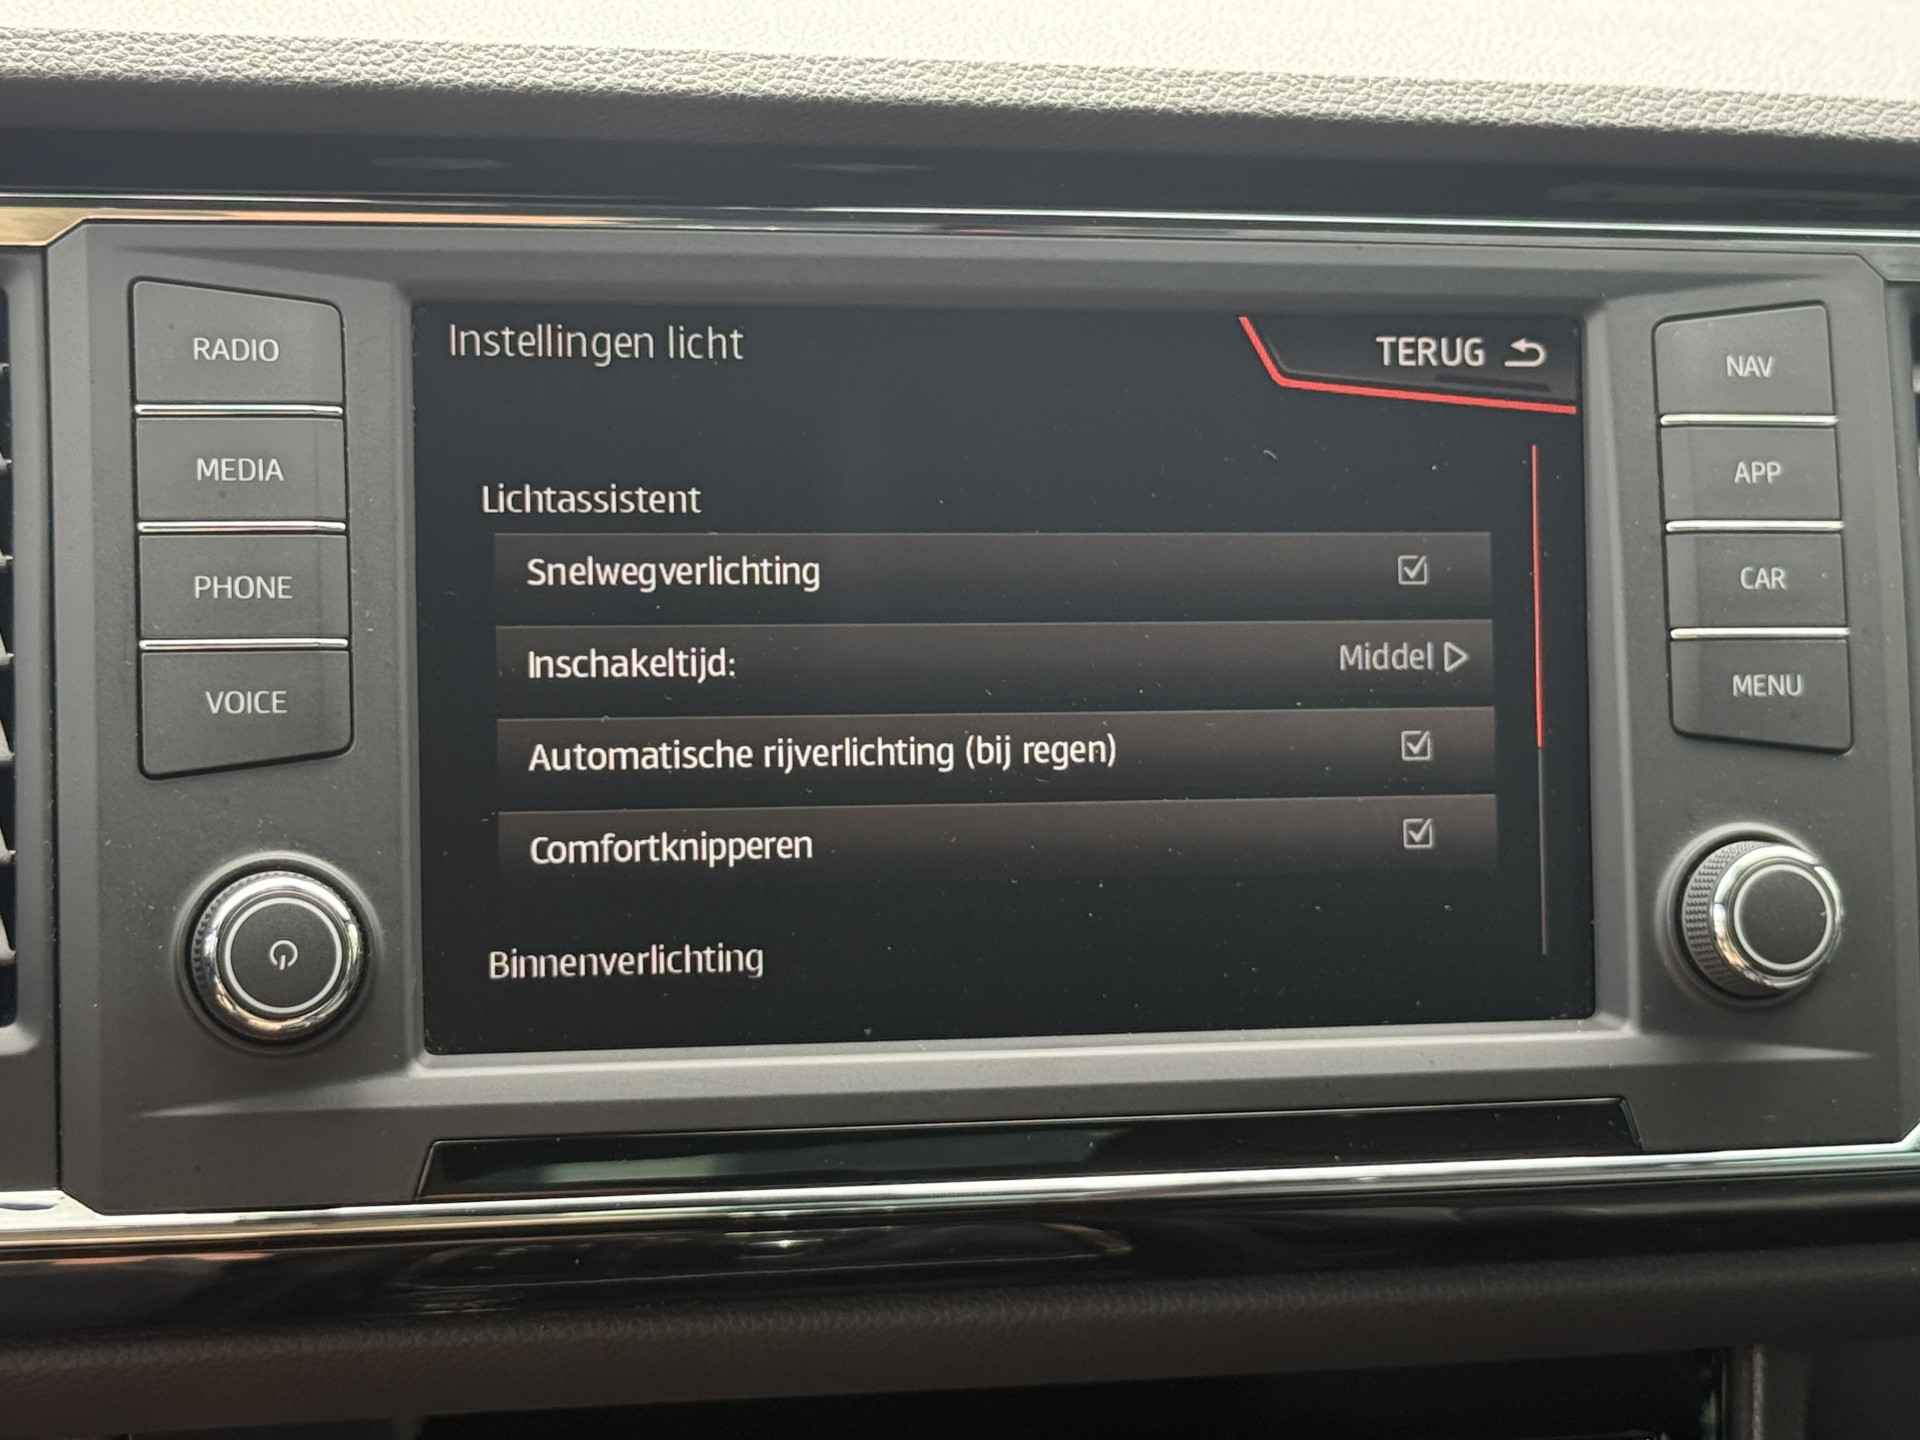 RADIO
MEDIA
PHONE
VOICE
Instellingen licht
TERUG
Lichtassistent
Snelwegverlichting
Inschakeltijd: Middel
Automatische rijverlichting (bij regen)
Comfortknipperen
Binnenverlichting
NAV
APP
CAR
MENU